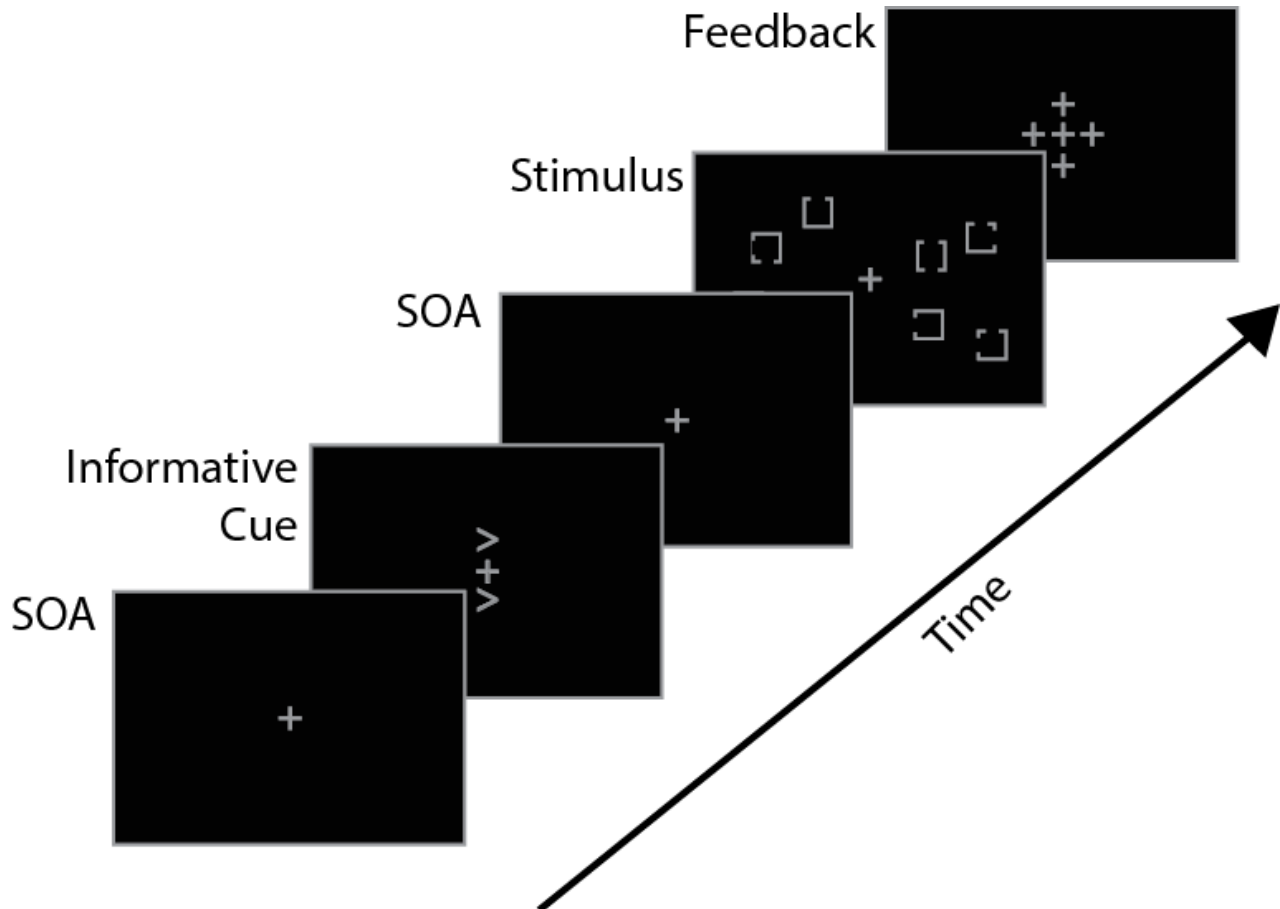 Feedback
Stimulus
SOA
Informative
Cue
SOA
Time